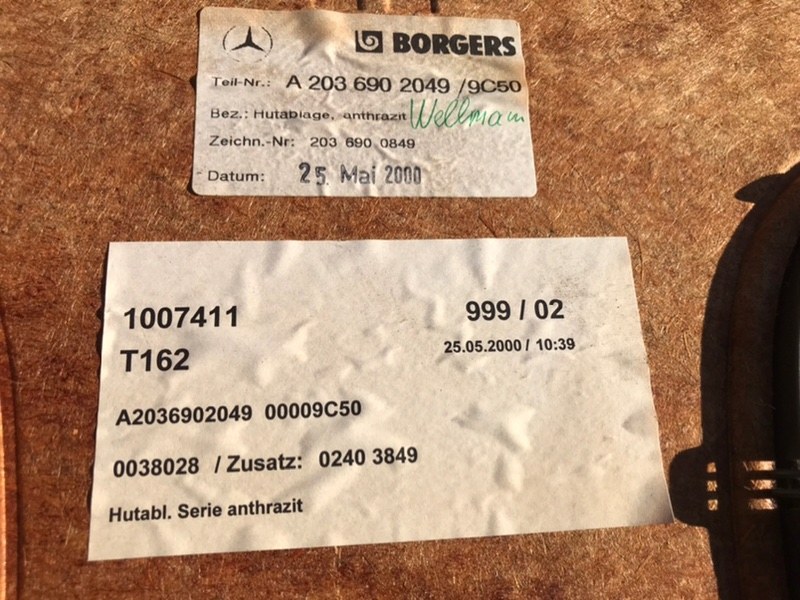 BORGERS
Teil-Nr.: A 203 690 2049 /9C50
Bez.: Hutablage, anthrazit Wellmann
Zeichn.-Nr: 203 690 0849
Datum: 25. Mai 2000
1007411 999 / 02
T162 25.05.2000 / 10:39
A2036902049 00009C50
0038028 / Zusatz: 0240 3849
Hutabl. Serie anthrazit